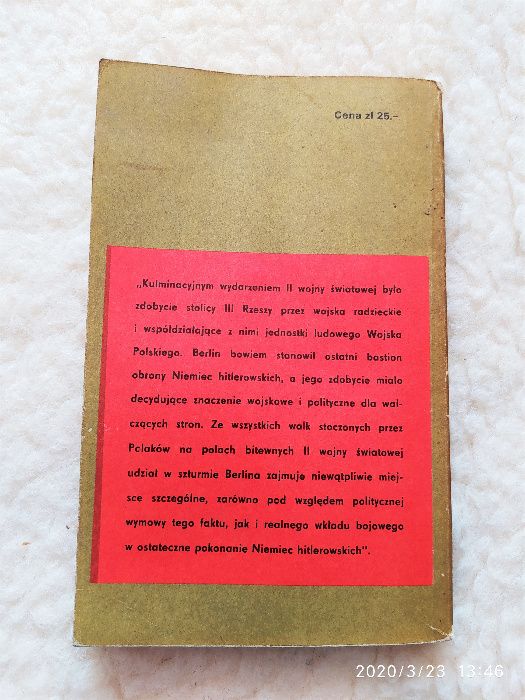 Cena zł 25.–
„Kulminacyjnym wydarzeniem II wojny światowej było
zdobycie stolicy III Rzeszy przez wojska radzieckie
i współdziałające z nimi jednostki ludowego Wojska
Polskiego. Berlin bowiem stanowił ostatni bastion
obrony Niemiec hitlerowskich, a jego zdobycie miało
decydujące znaczenie wojskowe i polityczne dla wal-
czących stron. Ze wszystkich walk stoczonych przez
Polaków na polach bitewnych II wojny światowej
udział w szturmie Berlina zajmuje niewątpliwie miej-
sce szczególne, zarówno pod względem politycznej
wymowy tego faktu, jak i realnego wkładu bojowego
w ostateczne pokonanie Niemiec hitlerowskich".
2020/3/23 13:46